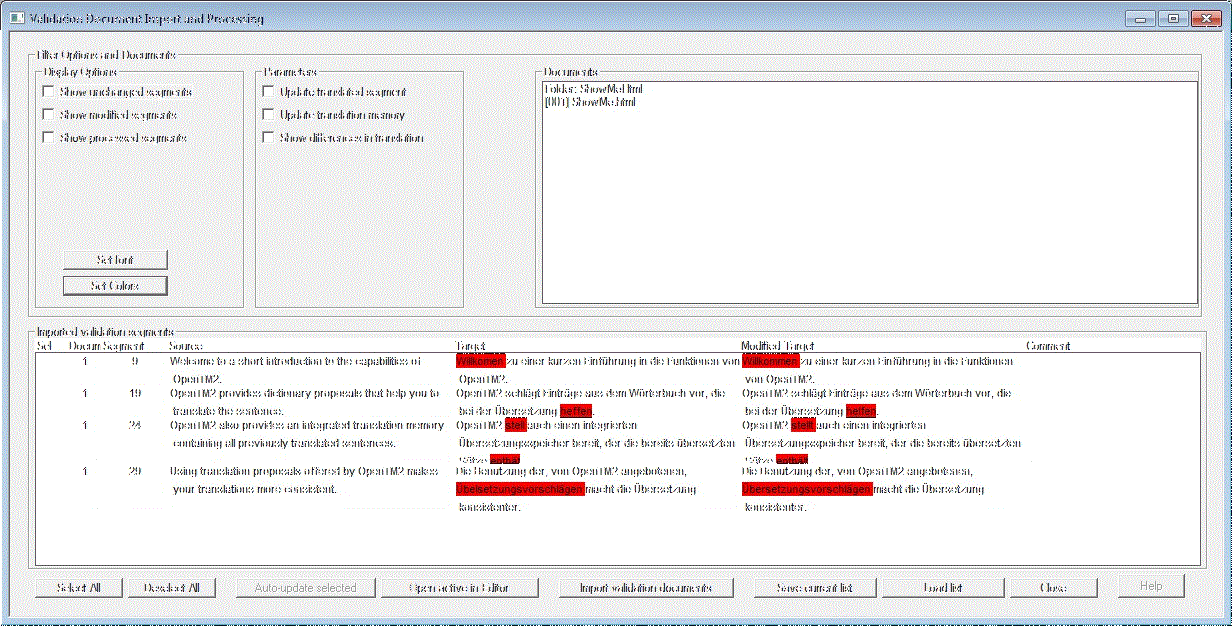 Validation Document Import and Processing
Filter Options and Documents
Display Options
Show unchanged segments
Show modified segments
Show processed segments
Set font
Set Colors
Parameters
Update translated segment
Update translation memory
Show differences in translation
Documents
Folder: ShowMeHtml
[001] ShowMe.html
Imported validation segments
Sel Docum Segment Source Target Modified Target Comment
1 9 Welcome to a short introduction to the capabilities of Willkomen zu einer kurzen Einführung in die Funktionen von Willkommen zu einer kurzen Einführung in die Funktionen
OpenTM2. OpenTM2. von OpenTM2.
1 19 OpenTM2 provides dictionary proposals that help you to OpenTM2 schlägt Einträge aus dem Wörterbuch vor, die OpenTM2 schlägt Einträge aus dem Wörterbuch vor, die
translate the sentence. bei der Übersetzung heffen. bei der Übersetzung helfen.
1 24 OpenTM2 also provides an integrated translation memory OpenTM2 stell auch einen integrierten OpenTM2 stellt auch einen integrierten
containing all previously translated sentences. Übersetzungsspeicher bereit, der die bereits übersetzten Übersetzungsspeicher bereit, der die bereits übersetzten
Sätze Sätze
1 29 Using translation proposals offered by OpenTM2 makes Die Benutzung der, von OpenTM2 angebotenen, Die Benutzung der, von OpenTM2 angebotenen,
your translations more consistent. macht die Übersetzung Übersetzungsvorschlägen macht die Übersetzung
konsistenter. konsistenter.
Select All Deselect All Auto-update selected Open active in Editor Import validation documents Save current list Load list Close Help